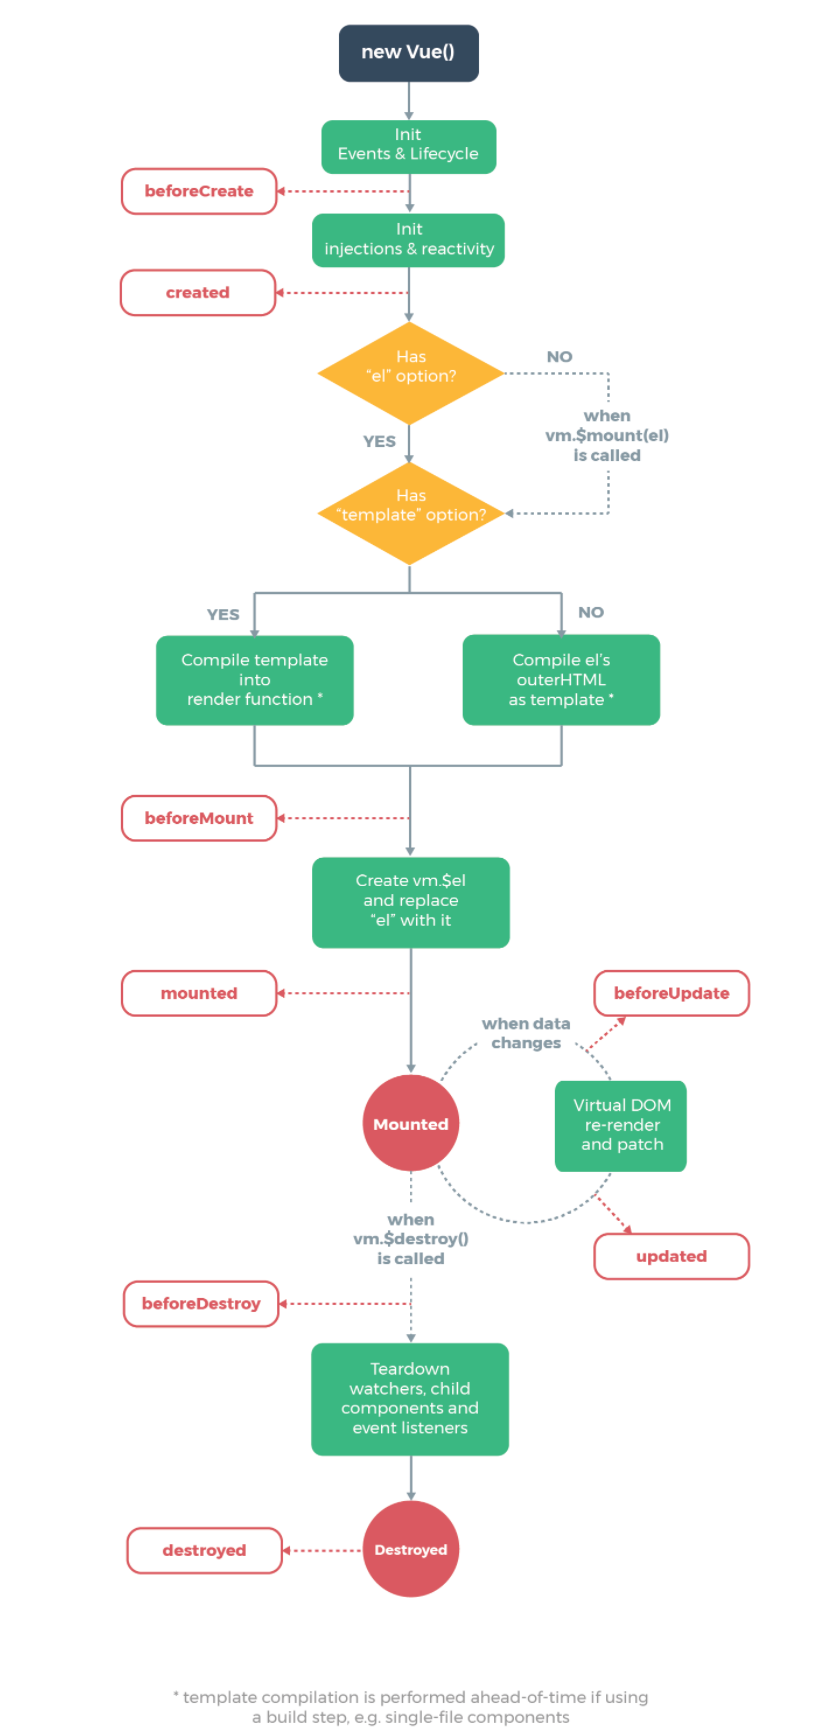 new Vue()
Init
Events & Lifecycle
beforeCreate
Init
injections & reactivity
created
Has
“el” option?
NO
when
vm.$mount(el)
is called
YES
Has
“template” option?
YES
NO
Compile template
into
render function *
Compile el’s
outerHTML
as template *
beforeMount
Create vm.$el
and replace
“el” with it
mounted
beforeUpdate
when data
changes
Mounted
Virtual DOM
re-render
and patch
when
vm.$destroy()
is called
updated
beforeDestroy
Teardown
watchers, child
components and
event listeners
destroyed
Destroyed
* template compilation is performed ahead-of-time if using
a build step, e.g. single-file components